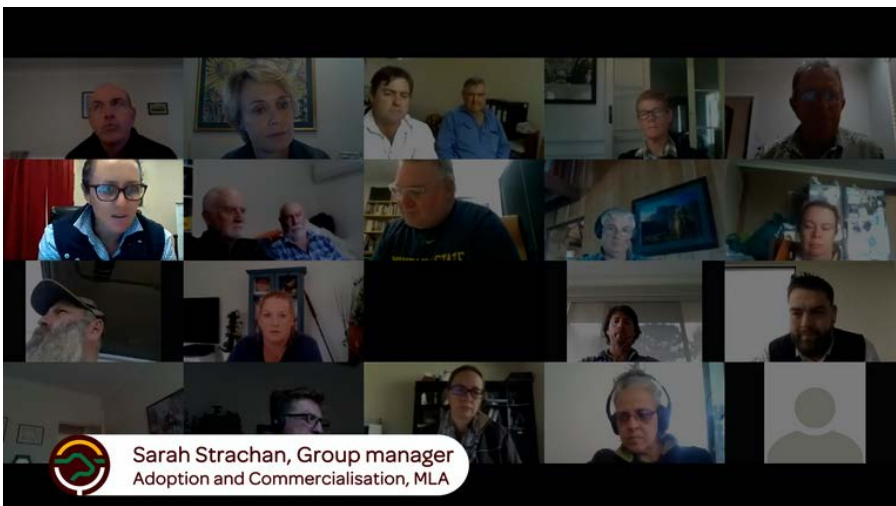 Sarah Strachan, Group manager
Adoption and Commercialisation, MLA